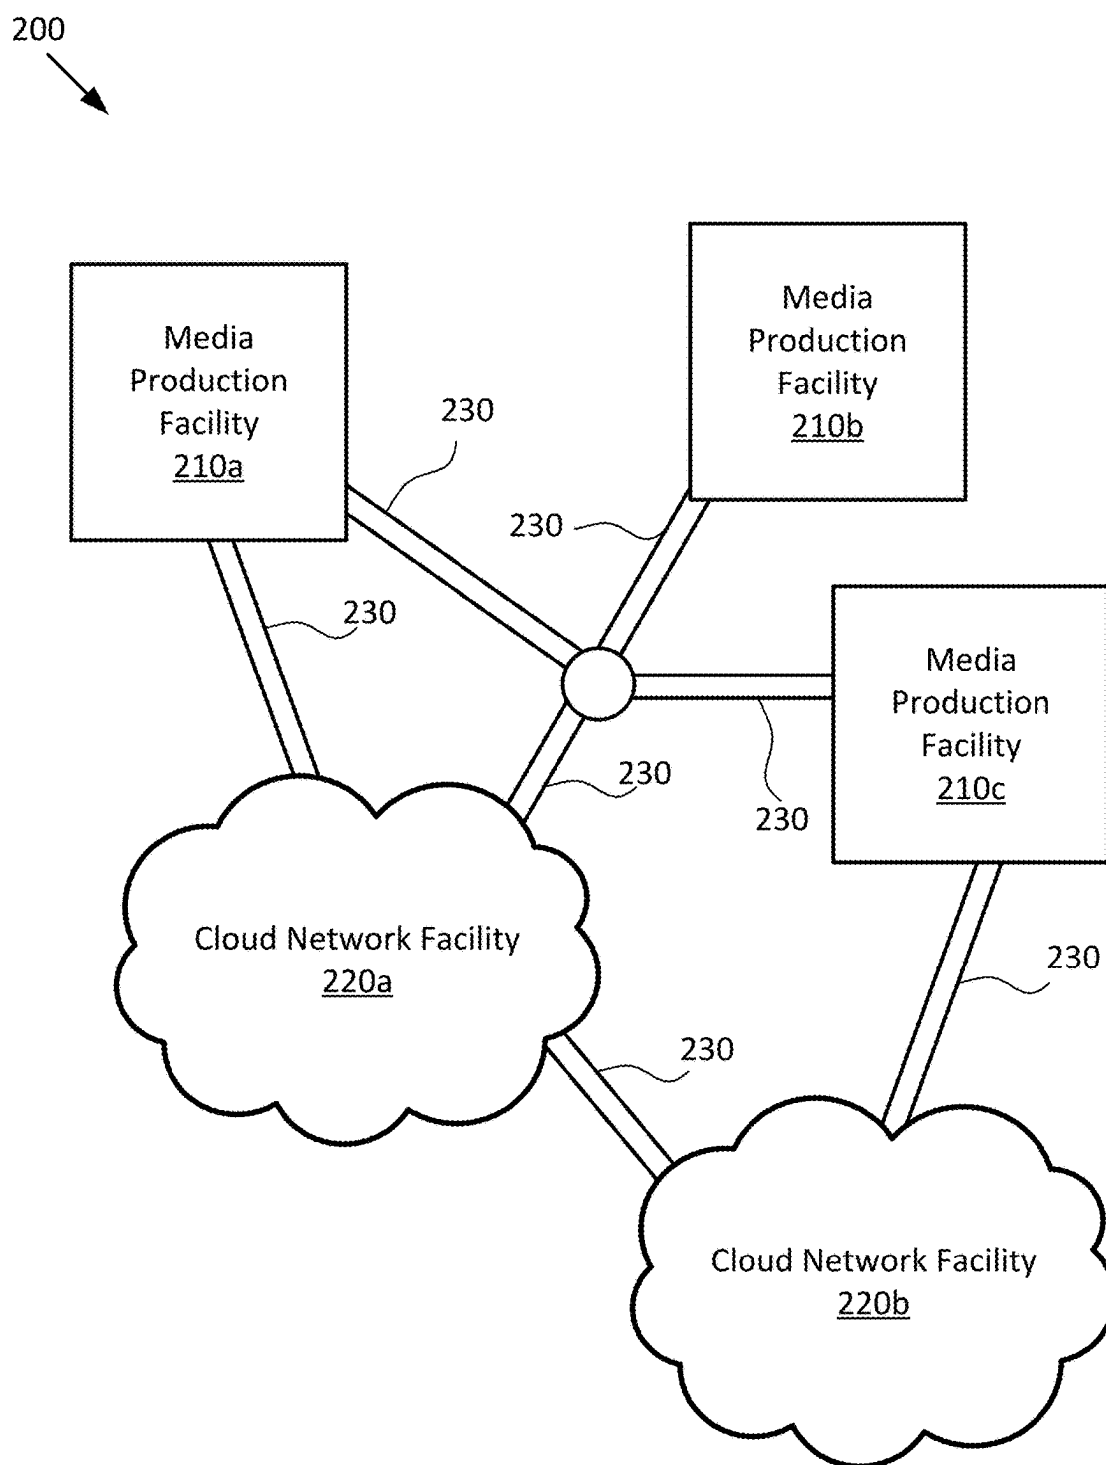 200
Media
Production
Facility
210b
Media
Production
Facility
210a
230
230
230
Media
Production
Facility
210c
230
230
Cloud Network Facility
220a
230
230
Cloud Network Facility
220b